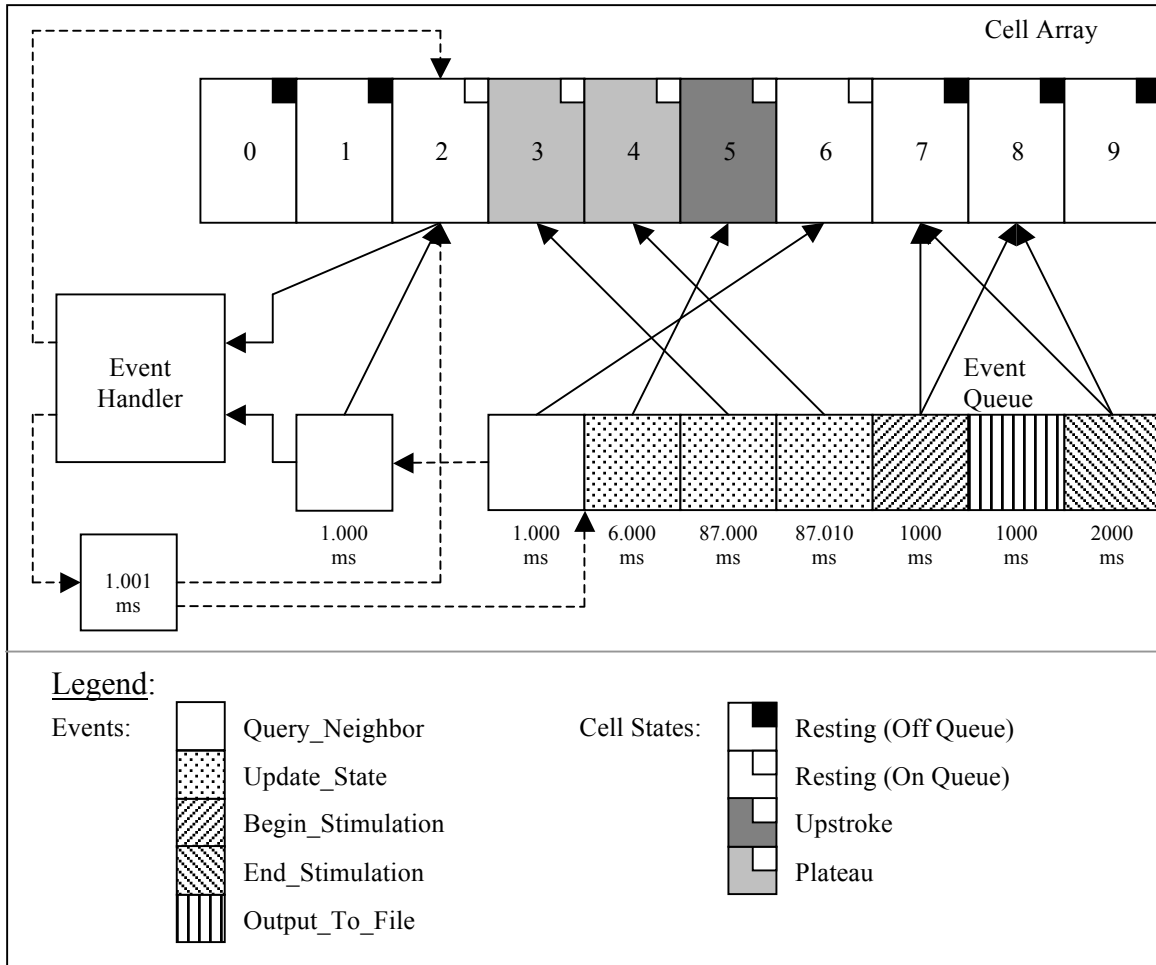 Cell Array
0 1 2 3 4 5 6 7 8 9
Event
Handler
Event
Queue
1.000
ms
1.000
ms
6.000
ms
87.000
ms
87.010
ms
1000
ms
1000
ms
2000
ms
1.001
ms
Legend:
Events:
Query_Neighbor
Update_State
Begin_Stimulation
End_Stimulation
Output_To_File
Cell States:
Resting (Off Queue)
Resting (On Queue)
Upstroke
Plateau